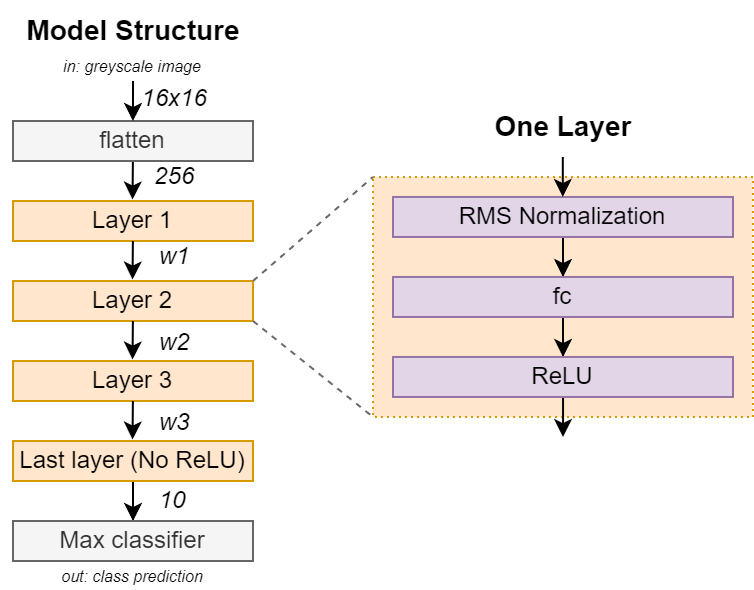 Model Structure
in: greyscale image
16x16
flatten
256
Layer 1
w1
Layer 2
w2
Layer 3
w3
Last layer (No ReLU)
10
Max classifier
out: class prediction
One Layer
RMS Normalization
fc
ReLU